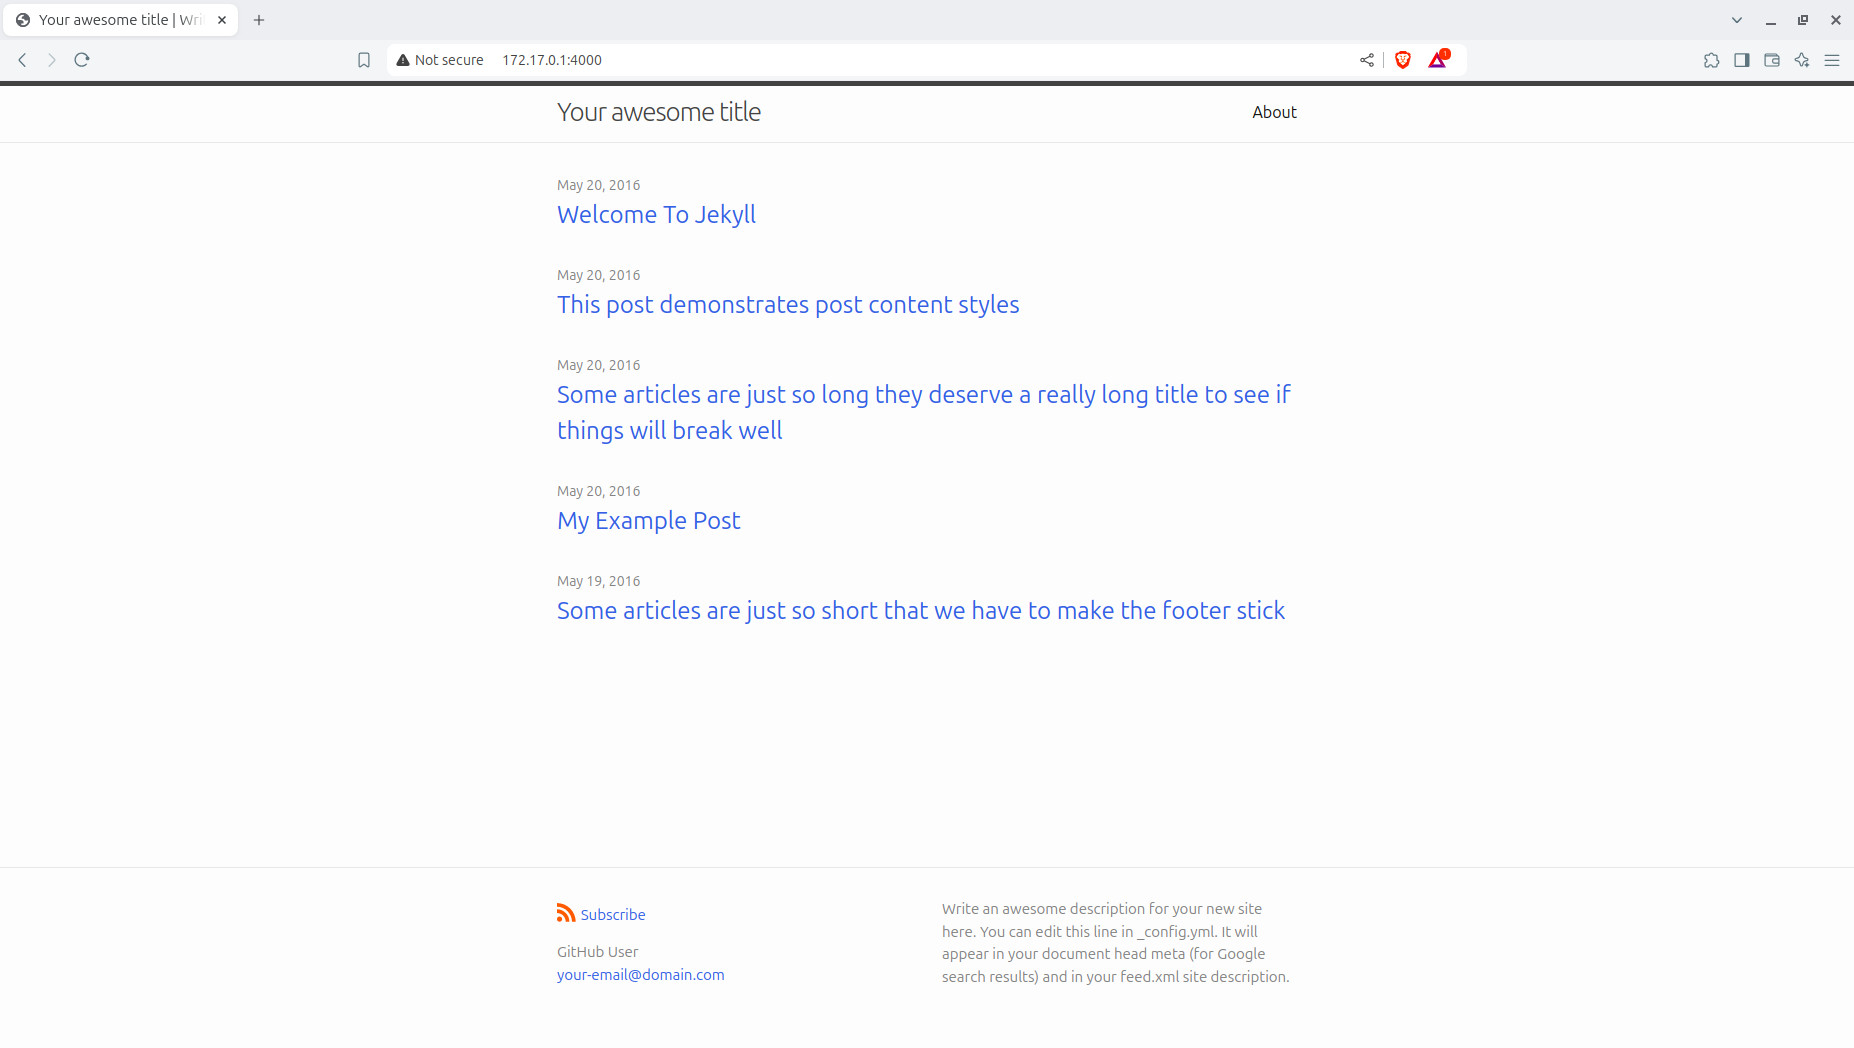 Your awesome title | Wri
Not secure 172.17.0.1:4000
1
Your awesome title
About
May 20, 2016
Welcome To Jekyll
May 20, 2016
This post demonstrates post content styles
May 20, 2016
Some articles are just so long they deserve a really long title to see if
things will break well
May 20, 2016
My Example Post
May 19, 2016
Some articles are just so short that we have to make the footer stick
Subscribe
GitHub User
your-email@domain.com
Write an awesome description for your new site
here. You can edit this line in _config.yml. It will
appear in your document head meta (for Google
search results) and in your feed.xml site description.